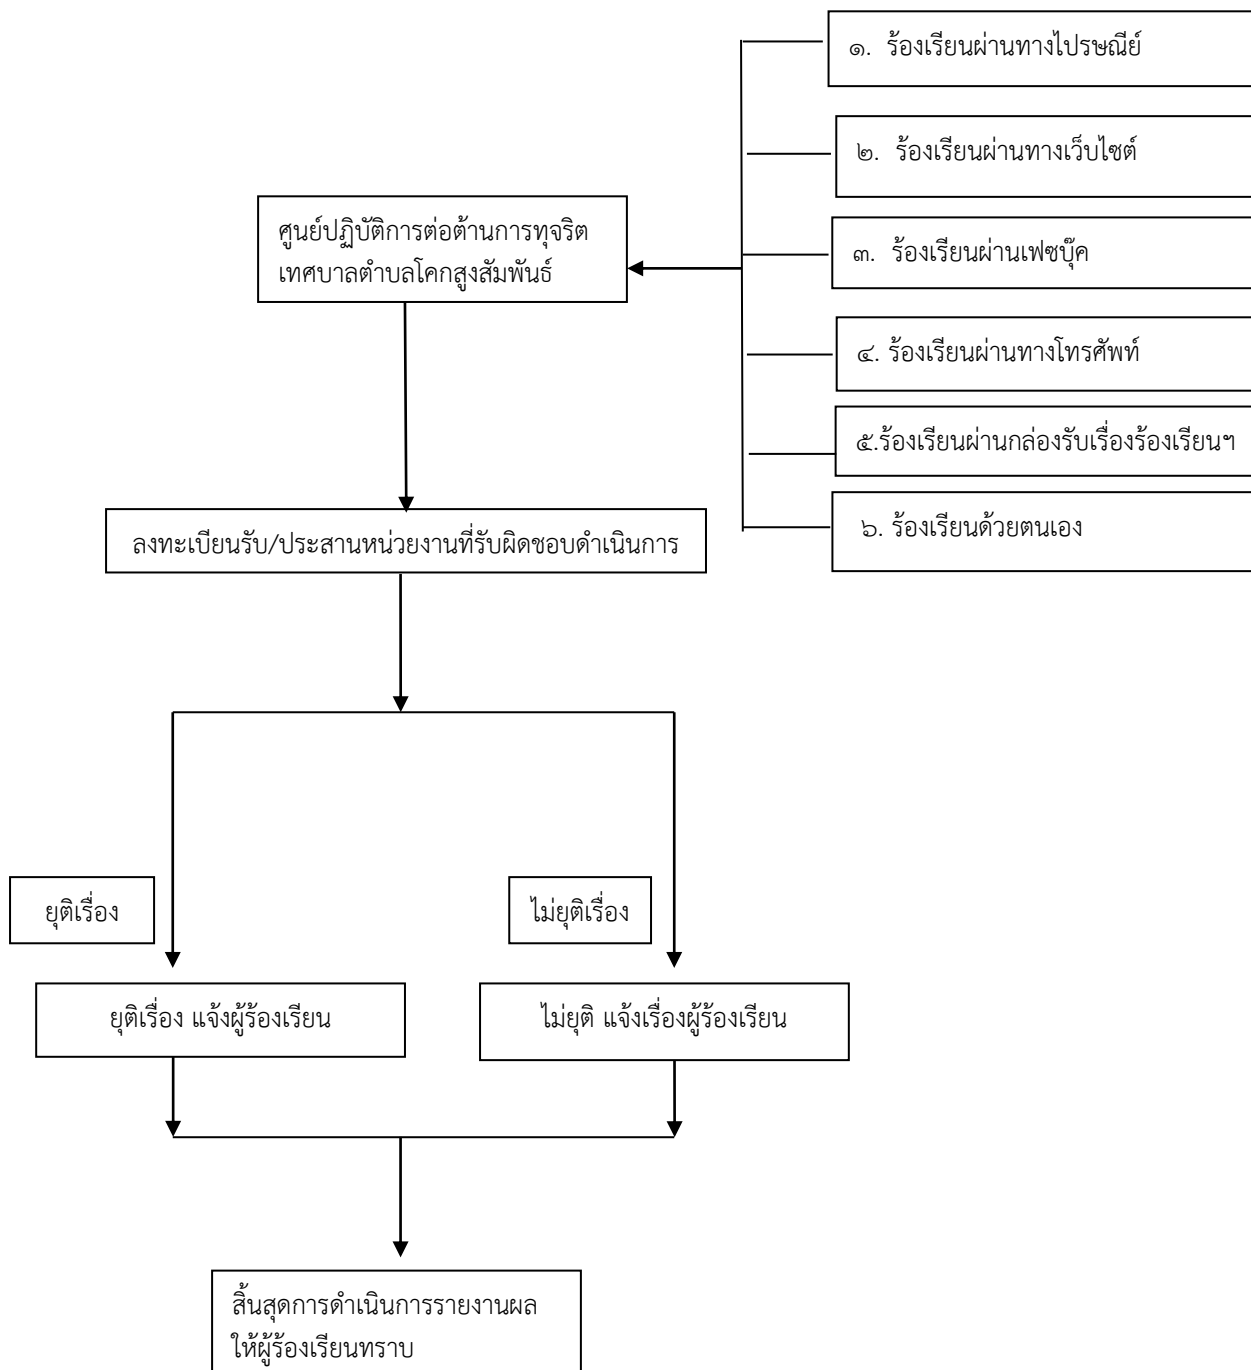 ๑.  ร้องเรียนผ่านทางไปรษณีย์
๒.  ร้องเรียนผ่านทางเว็บไซต์
ศูนย์ปฏิบัติการต่อต้านการทุจริต
เทศบาลตำบลโคกสูงสัมพันธ์
๓.  ร้องเรียนผ่านเฟซบุ๊ค
๔. ร้องเรียนผ่านทางโทรศัพท์
๕.ร้องเรียนผ่านกล่องรับเรื่องร้องเรียนฯ
๖. ร้องเรียนด้วยตนเอง
ลงทะเบียนรับ/ประสานหน่วยงานที่รับผิดชอบดำเนินการ
ยุติเรื่อง
ไม่ยุติเรื่อง
ยุติเรื่อง แจ้งผู้ร้องเรียน
ไม่ยุติ แจ้งเรื่องผู้ร้องเรียน
สิ้นสุดการดำเนินการรายงานผล
ให้ผู้ร้องเรียนทราบ